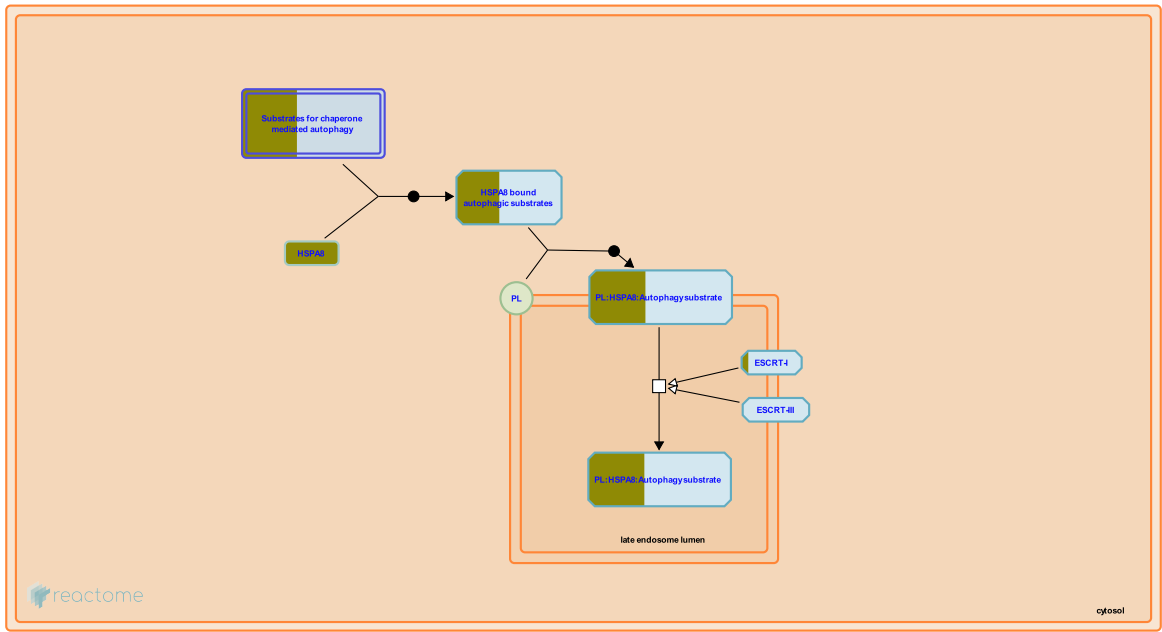 Substrates for chaperone
mediated autophagy
HSPA8 bound
autophagic substrates
HSPA8
PL
PL:HSPA8:Autophagy substrate
ESCRT-I
ESCRT-III
PL:HSPA8:Autophagy substrate
late endosome lumen
reactome
cytosol